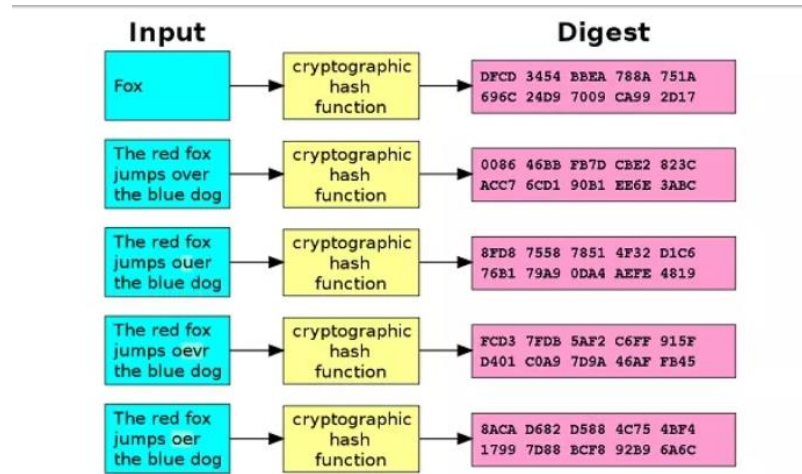 Input
Digest
Fox
cryptographic
hash
function
DFCD 3454 BBEA 788A 751A
696C 24D9 7009 CA99 2D17
The red fox
jumps over
the blue dog
cryptographic
hash
function
0086 46BB FB7D CBE2 823C
ACC7 6CD1 90B1 EE6E 3ABC
The red fox
jumps ouer
the blue dog
cryptographic
hash
function
8FD8 7558 7851 4F32 D1C6
76B1 79A9 0DA4 AEFE 4819
The red fox
jumps oevr
the blue dog
cryptographic
hash
function
FCD3 7FDB 5AF2 C6FF 915F
D401 C0A9 7D9A 46AF FB45
The red fox
jumps oer
the blue dog
cryptographic
hash
function
8ACA D682 D588 4C75 4BF4
1799 7D88 BCF8 92B9 6A6C